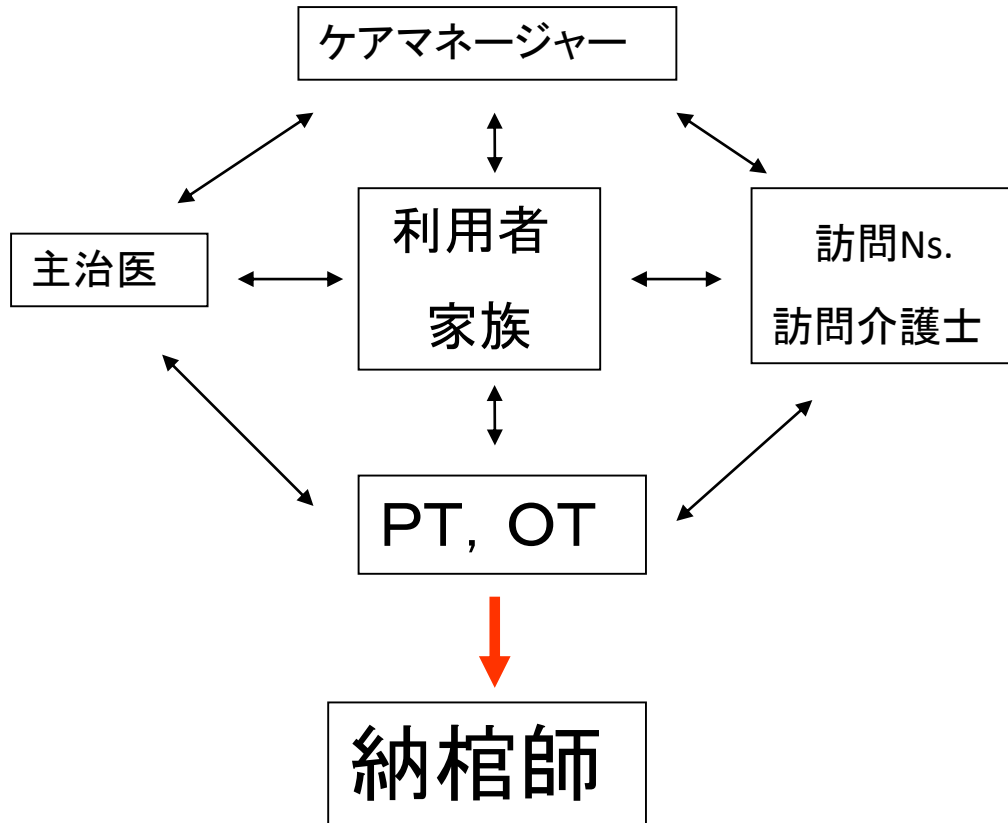 ケアマネージャー
利用者
家族
主治医
訪問Ns.
訪問介護士
PT, OT
納棺師